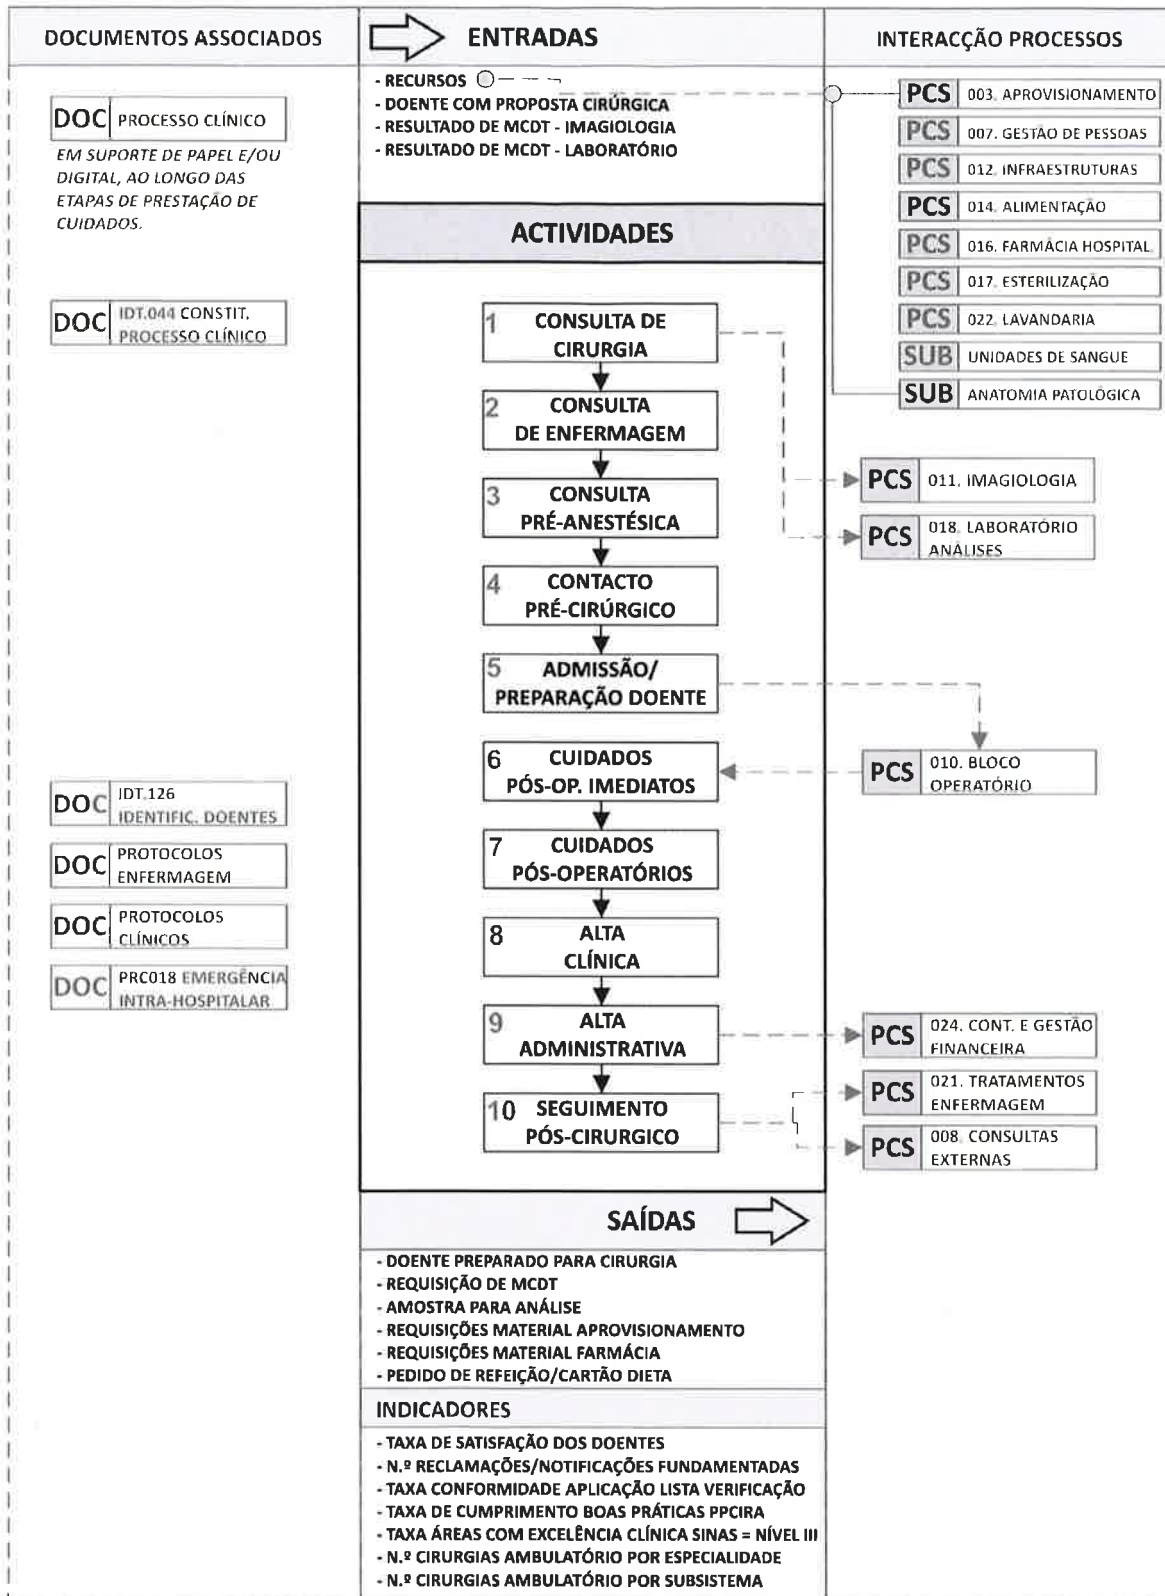 DOCUMENTOS ASSOCIADOS
DOC PROCESSO CLÍNICO
EM SUPORTE DE PAPEL E/OU
DIGITAL, AO LONGO DAS
ETAPAS DE PRESTAÇÃO DE
CUIDADOS.
DOC IDT.044 CONSTIT.
PROCESSO CLÍNICO
DOC IDT.126
IDENTIFIC. DOENTES
DOC PROTOCOLOS
ENFERMAGEM
DOC PROTOCOLOS
CLÍNICOS
DOC PRC018 EMERGÊNCIA
INTRA-HOSPITALAR
ENTRADAS
- RECURSOS
- DOENTE COM PROPOSTA CIRÚRGICA
- RESULTADO DE MCDT - IMAGIOLOGIA
- RESULTADO DE MCDT - LABORATÓRIO
ACTIVIDADES
1 CONSULTA DE
CIRURGIA
2 CONSULTA
DE ENFERMAGEM
3 CONSULTA
PRÉ-ANESTÉSICA
4 CONTACTO
PRÉ-CIRÚRGICO
5 ADMISSÃO/
PREPARAÇÃO DOENTE
6 CUIDADOS
PÓS-OP. IMEDIATOS
7 CUIDADOS
PÓS-OPERATÓRIOS
8 ALTA
CLÍNICA
9 ALTA
ADMINISTRATIVA
10 SEGUIMENTO
PÓS-CIRURGICO
SAÍDAS
- DOENTE PREPARADO PARA CIRURGIA
- REQUISIÇÃO DE MCDT
- AMOSTRA PARA ANÁLISE
- REQUISIÇÕES MATERIAL APROVISIONAMENTO
- REQUISIÇÕES MATERIAL FARMÁCIA
- PEDIDO DE REFEIÇÃO/CARTÃO DIETA
INDICADORES
- TAXA DE SATISFAÇÃO DOS DOENTES
- N.º RECLAMAÇÕES/NOTIFICAÇÕES FUNDAMENTADAS
- TAXA CONFORMIDADE APLICAÇÃO LISTA VERIFICAÇÃO
- TAXA DE CUMPRIMENTO BOAS PRÁTICAS PPCIRA
- TAXA ÁREAS COM EXCELÊNCIA CLÍNICA SINAS = NÍVEL III
- N.º CIRURGIAS AMBULATÓRIO POR ESPECIALIDADE
- N.º CIRURGIAS AMBULATÓRIO POR SUBSISTEMA
INTERACÇÃO PROCESSOS
PCS 003. APROVISIONAMENTO
PCS 007. GESTÃO DE PESSOAS
PCS 012. INFRAESTRUTURAS
PCS 014. ALIMENTAÇÃO
PCS 016. FARMÁCIA HOSPITAL.
PCS 017. ESTERILIZAÇÃO
PCS 022. LAVANDARIA
SUB UNIDADES DE SANGUE
SUB ANATOMIA PATOLÓGICA
PCS 011. IMAGIOLOGIA
PCS 018. LABORATÓRIO
ANÁLISES
PCS 010. BLOCO
OPERATÓRIO
PCS 024. CONT. E GESTÃO
FINANCEIRA
PCS 021. TRATAMENTOS
ENFERMAGEM
PCS 008. CONSULTAS
EXTERNAS